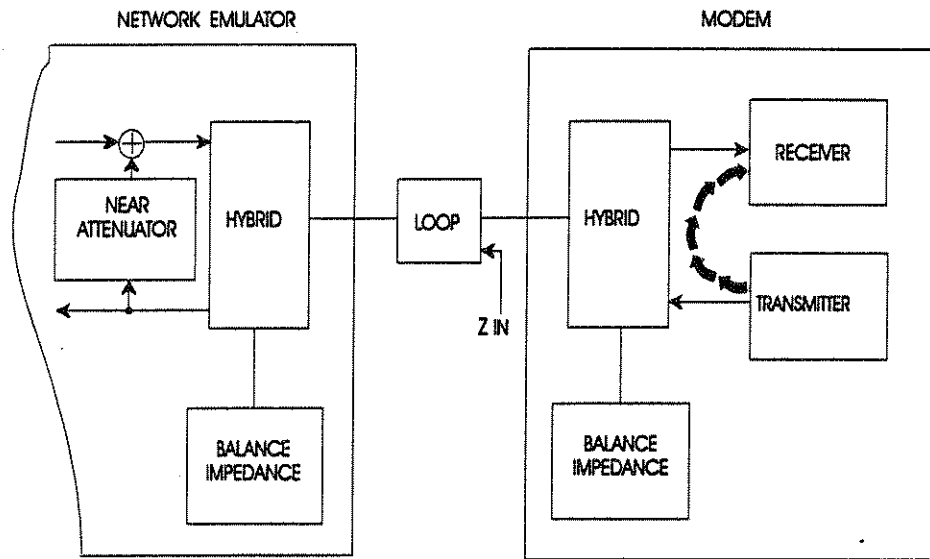 NETWORK EMULATOR
MODEM
NEAR
ATTENUATOR
HYBRID
LOOP
Z IN
HYBRID
RECEIVER
TRANSMITTER
BALANCE
IMPEDANCE
BALANCE
IMPEDANCE